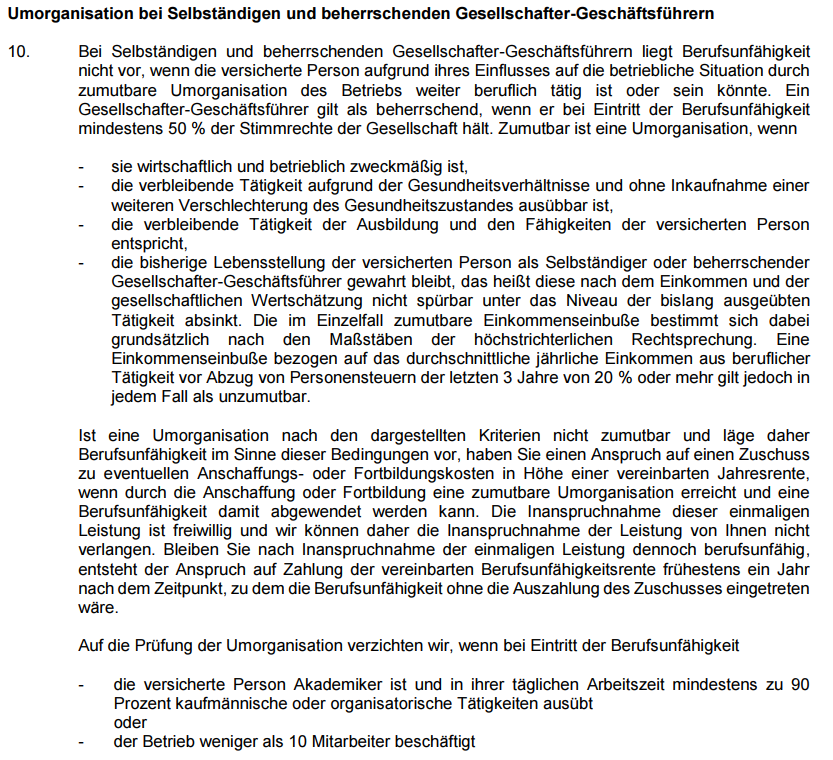 Umorganisation bei Selbständigen und beherrschenden Gesellschafter-Geschäftsführern
10. Bei Selbständigen und beherrschenden Gesellschafter-Geschäftsführern liegt Berufsunfähigkeit
nicht vor, wenn die versicherte Person aufgrund ihres Einflusses auf die betriebliche Situation durch
zumutbare Umorganisation des Betriebs weiter beruflich tätig ist oder sein könnte. Ein
Gesellschafter-Geschäftsführer gilt als beherrschend, wenn er bei Eintritt der Berufsunfähigkeit
mindestens 50 % der Stimmrechte der Gesellschaft hält. Zumutbar ist eine Umorganisation, wenn
- sie wirtschaftlich und betrieblich zweckmäßig ist,
- die verbleibende Tätigkeit aufgrund der Gesundheitsverhältnisse und ohne Inkaufnahme einer
weiteren Verschlechterung des Gesundheitszustandes ausübbar ist,
- die verbleibende Tätigkeit der Ausbildung und den Fähigkeiten der versicherten Person
entspricht,
- die bisherige Lebensstellung der versicherten Person als Selbständiger oder beherrschender
Gesellschafter-Geschäftsführer gewahrt bleibt, das heißt diese nach dem Einkommen und der
gesellschaftlichen Wertschätzung nicht spürbar unter das Niveau der bislang ausgeübten
Tätigkeit absinkt. Die im Einzelfall zumutbare Einkommenseinbuße bestimmt sich dabei
grundsätzlich nach den Maßstäben der höchstrichterlichen Rechtsprechung. Eine
Einkommenseinbuße bezogen auf das durchschnittliche jährliche Einkommen aus beruflicher
Tätigkeit vor Abzug von Personensteuern der letzten 3 Jahre von 20 % oder mehr gilt jedoch in
jedem Fall als unzumutbar.
Ist eine Umorganisation nach den dargestellten Kriterien nicht zumutbar und läge daher
Berufsunfähigkeit im Sinne dieser Bedingungen vor, haben Sie einen Anspruch auf einen Zuschuss
zu eventuellen Anschaffungs- oder Fortbildungskosten in Höhe einer vereinbarten Jahresrente,
wenn durch die Anschaffung oder Fortbildung eine zumutbare Umorganisation erreicht und eine
Berufsunfähigkeit damit abgewendet werden kann. Die Inanspruchnahme dieser einmaligen
Leistung ist freiwillig und wir können daher die Inanspruchnahme der Leistung von Ihnen nicht
verlangen. Bleiben Sie nach Inanspruchnahme der einmaligen Leistung dennoch berufsunfähig,
entsteht der Anspruch auf Zahlung der vereinbarten Berufsunfähigkeitsrente frühestens ein Jahr
nach dem Zeitpunkt, zu dem die Berufsunfähigkeit ohne die Auszahlung des Zuschusses eingetreten
wäre.
Auf die Prüfung der Umorganisation verzichten wir, wenn bei Eintritt der Berufsunfähigkeit
- die versicherte Person Akademiker ist und in ihrer täglichen Arbeitszeit mindestens zu 90
Prozent kaufmännische oder organisatorische Tätigkeiten ausübt
oder
- der Betrieb weniger als 10 Mitarbeiter beschäftigt